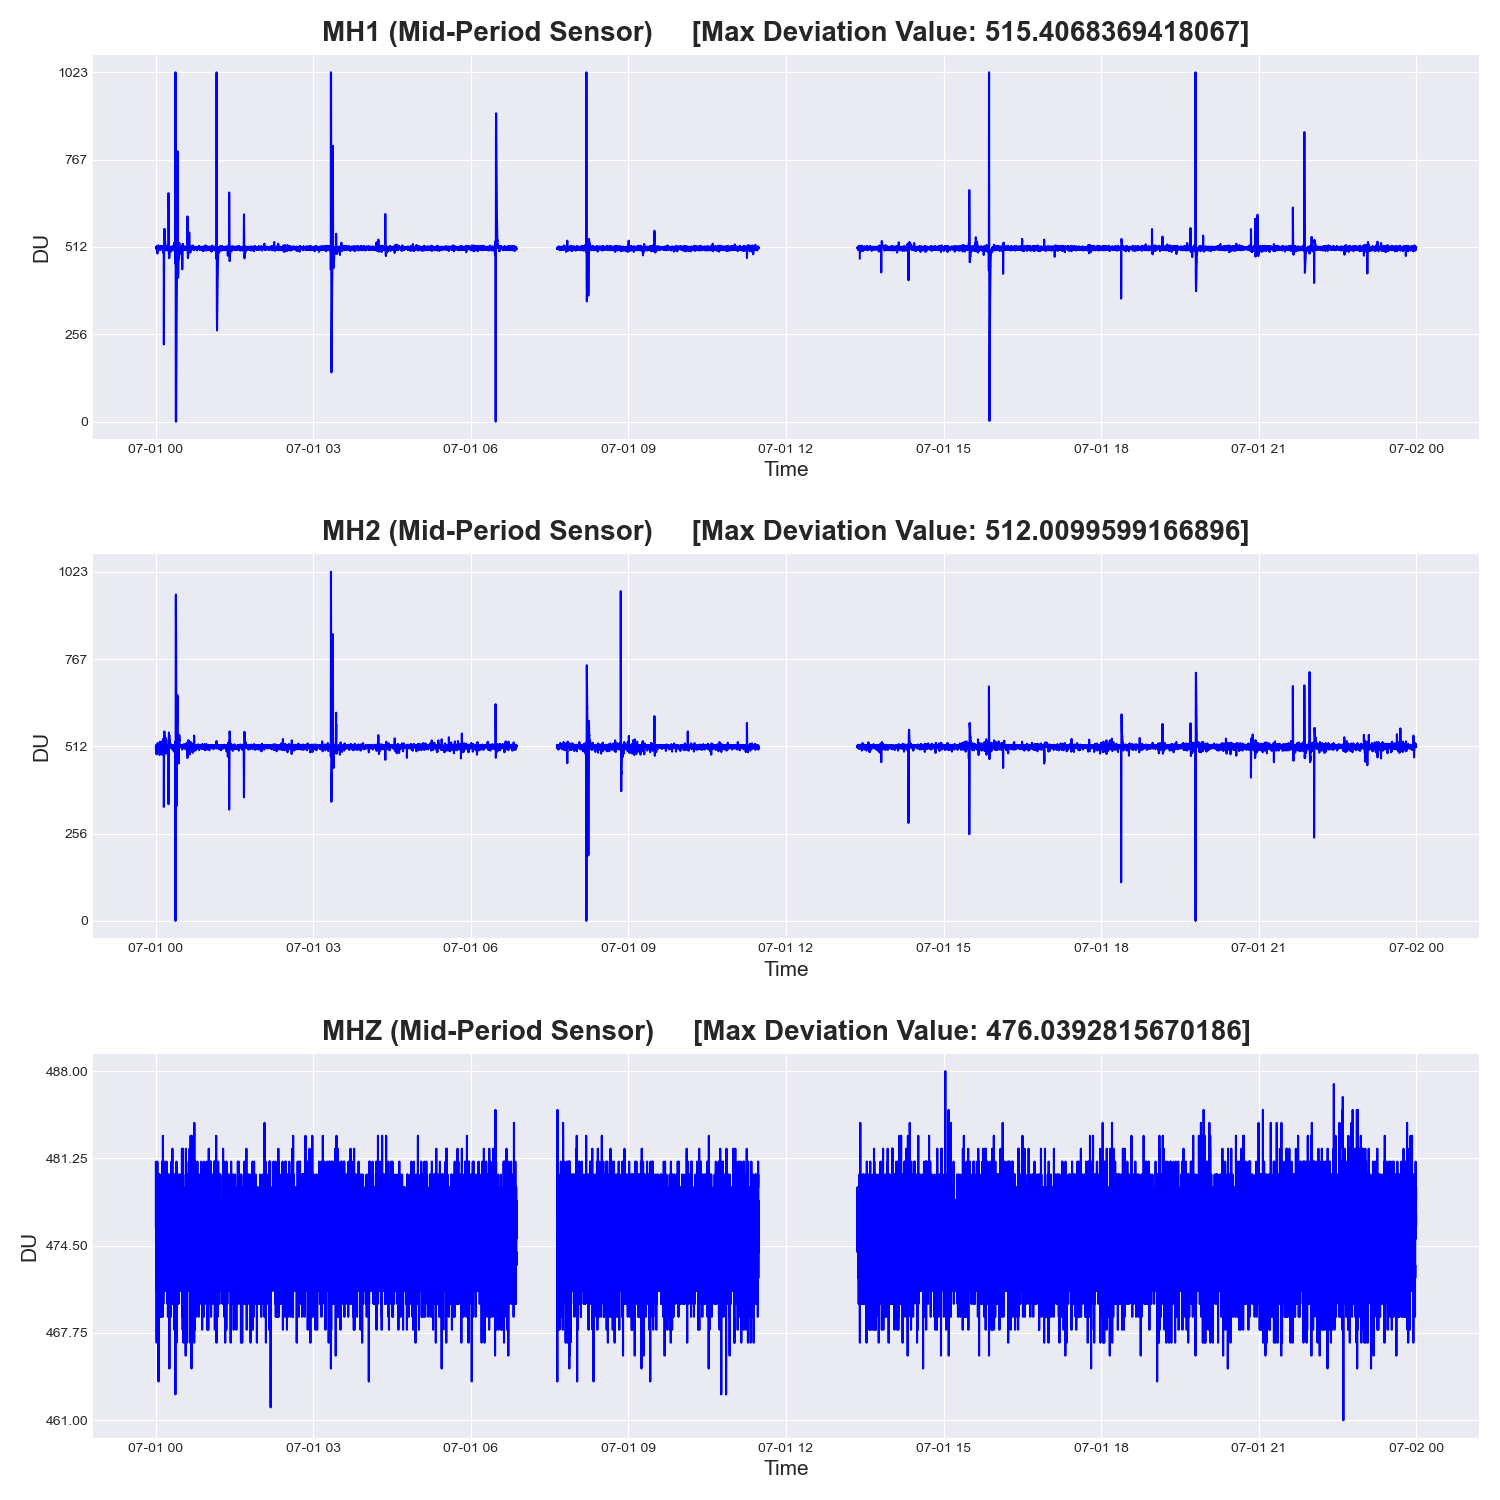 MH1 (Mid-Period Sensor) [Max Deviation Value: 515.4068369418067]
1023
767
512
256
0
DU
07-01 00 07-01 03 07-01 06 07-01 09 07-01 12 07-01 15 07-01 18 07-01 21 07-02 00
Time
MH2 (Mid-Period Sensor) [Max Deviation Value: 512.0099599166896]
1023
767
512
256
0
DU
07-01 00 07-01 03 07-01 06 07-01 09 07-01 12 07-01 15 07-01 18 07-01 21 07-02 00
Time
MHZ (Mid-Period Sensor) [Max Deviation Value: 476.0392815670186]
488.00
481.25
474.50
467.75
461.00
DU
07-01 00 07-01 03 07-01 06 07-01 09 07-01 12 07-01 15 07-01 18 07-01 21 07-02 00
Time